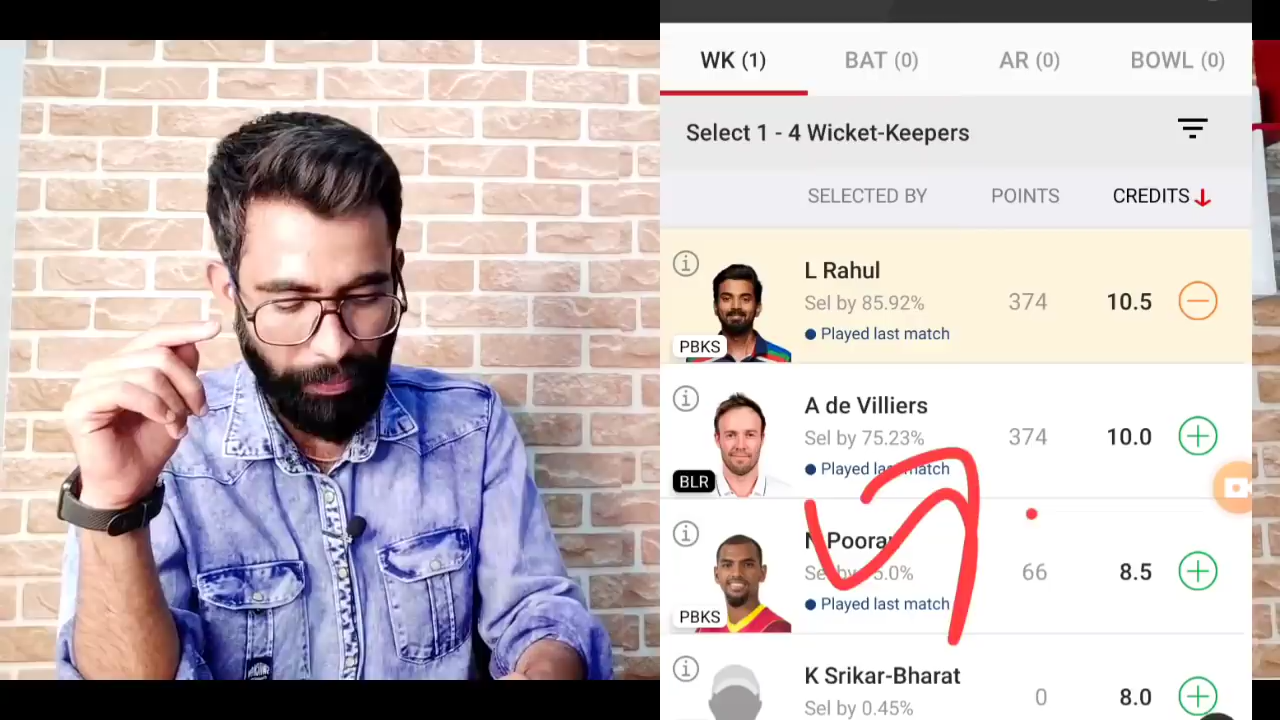 WK (1) BAT (0) AR (0) BOWL (0)
Select 1 - 4 Wicket-Keepers
SELECTED BY POINTS CREDITS
L Rahul
Sel by 85.92% 374 10.5
Played last match
PBKS
A de Villiers
Sel by 75.23% 374 10.0
Played last match
BLR
Pooran
Sel by 66 8.5
Played last match
PBKS
K Srikar-Bharat
Sel by 0.45% 0 8.0